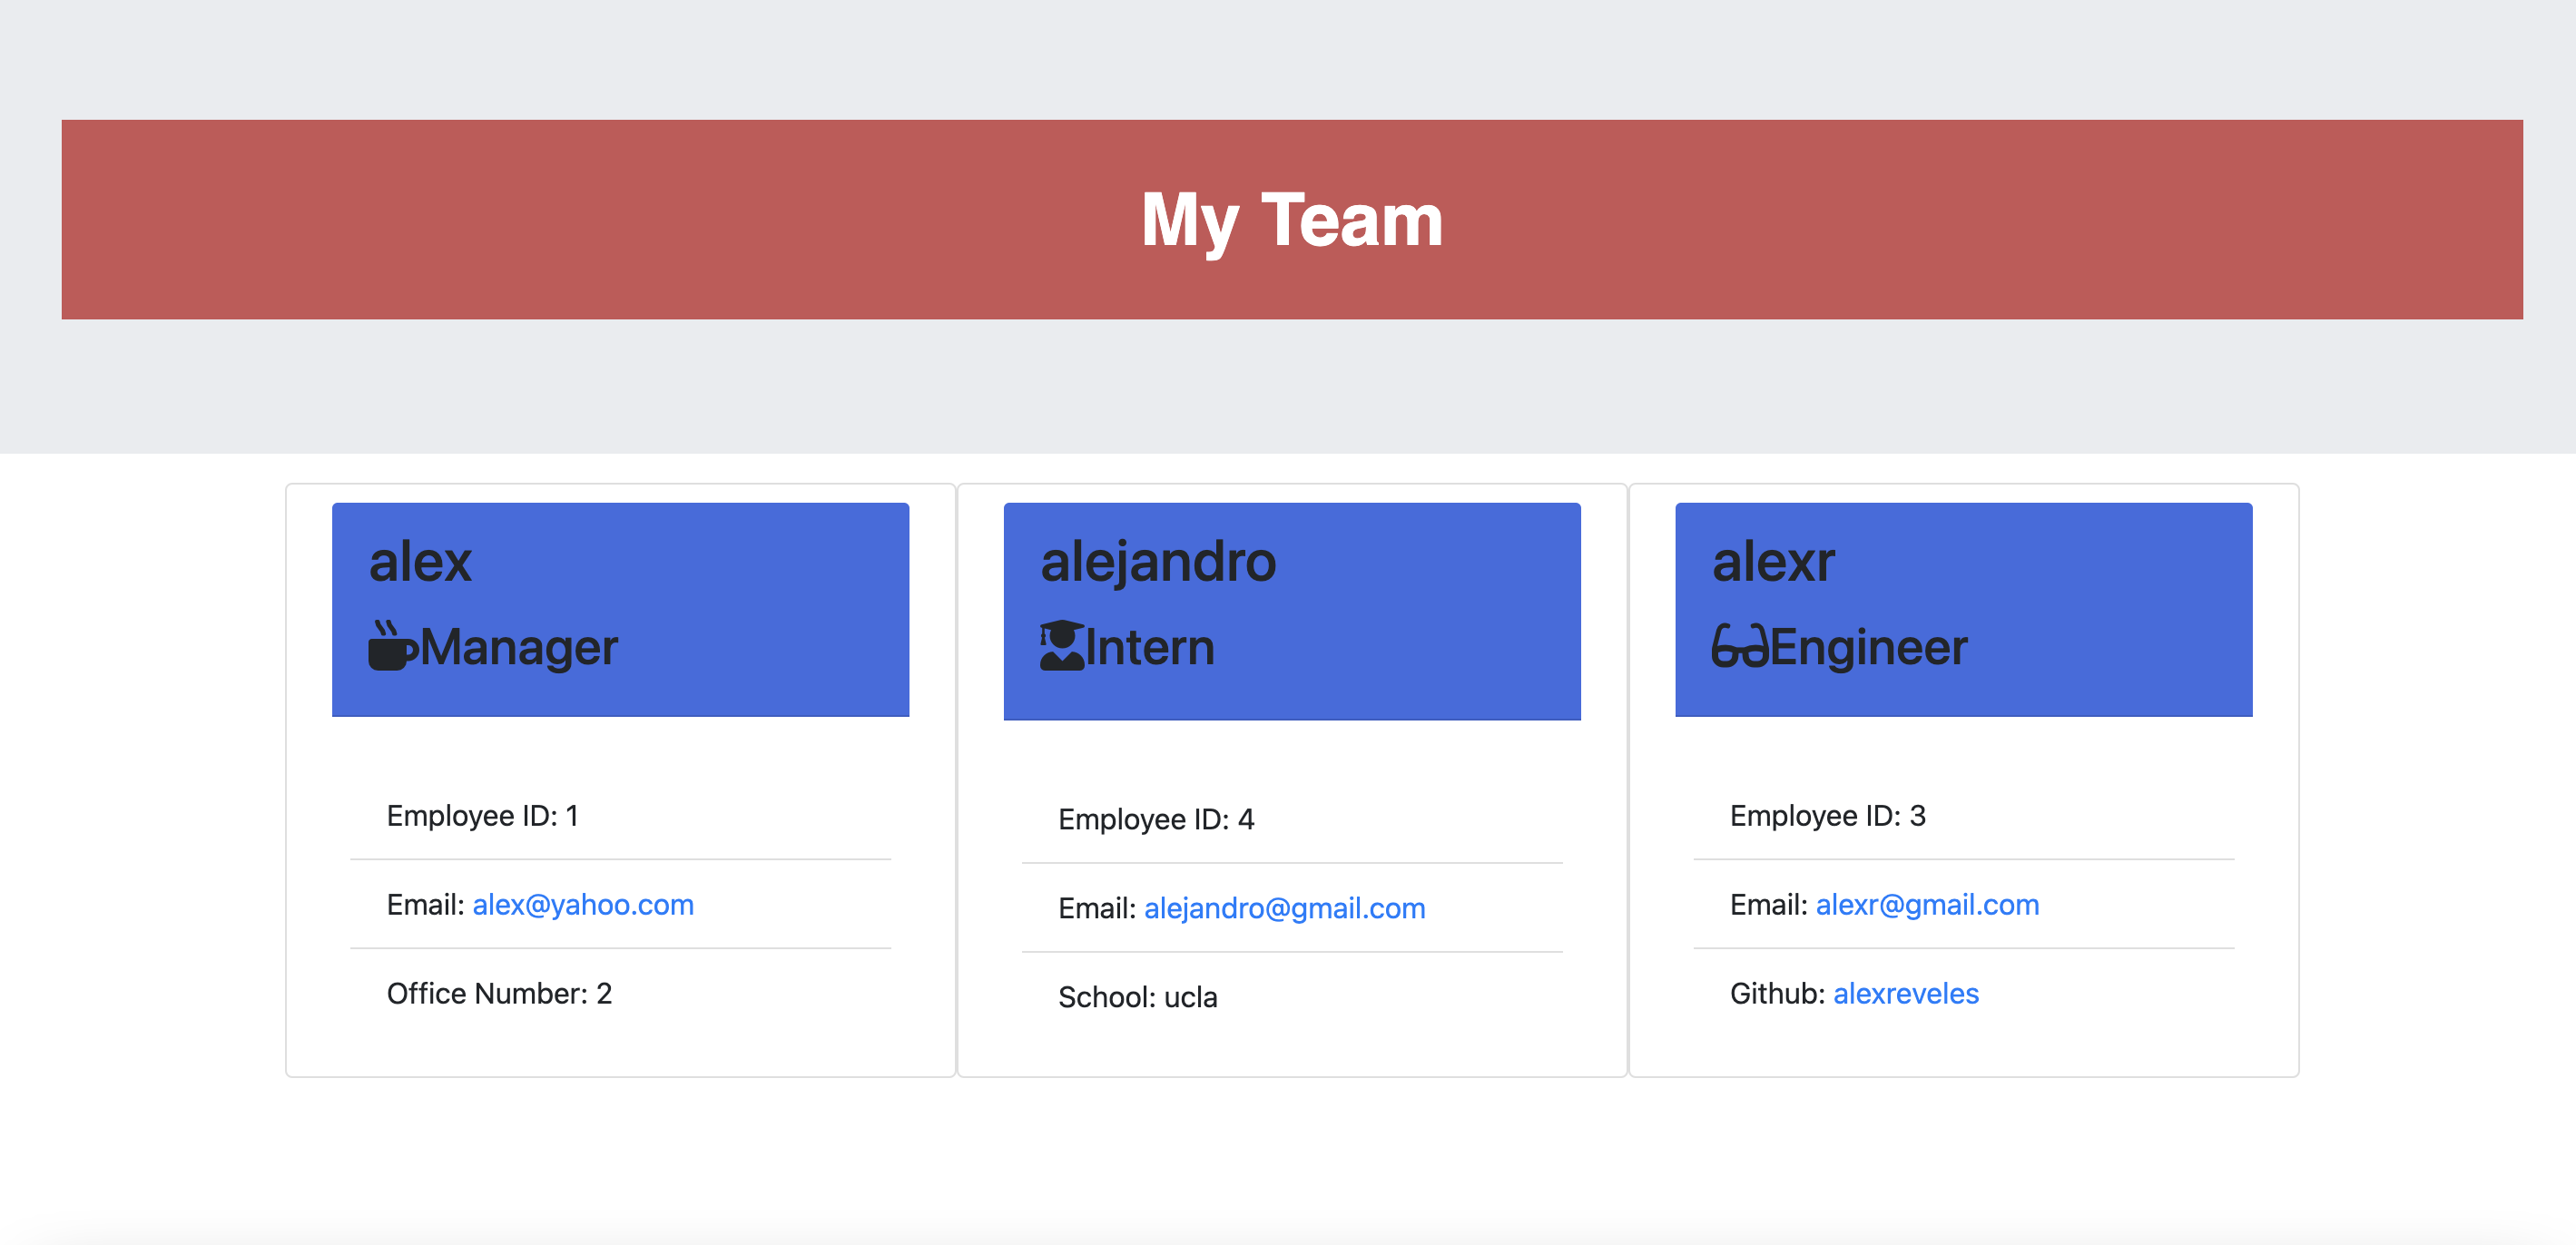 My Team
alex
Manager
Employee ID: 1
Email: alex@yahoo.com
Office Number: 2
alejandro
Intern
Employee ID: 4
Email: alejandro@gmail.com
School: ucla
alexr
Engineer
Employee ID: 3
Email: alexr@gmail.com
Github: alexreveles